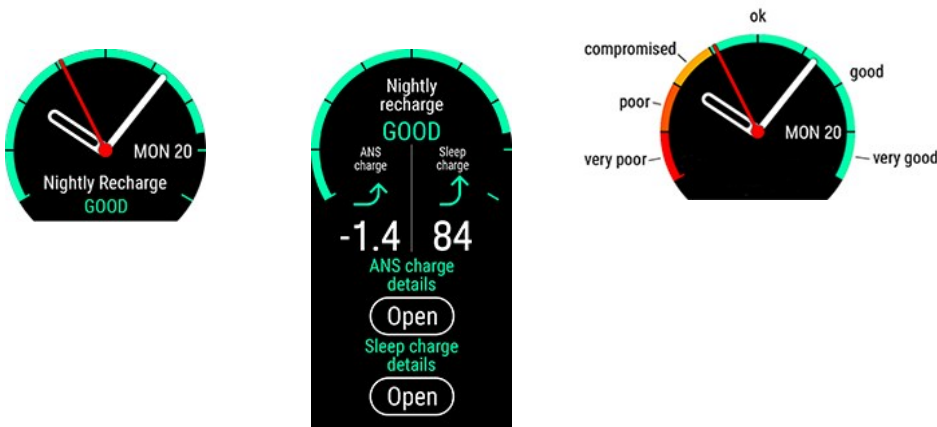 MON 20
Nightly Recharge
GOOD
Nightly
recharge
GOOD
ANS
charge
Sleep
charge
-1.4
84
ANS charge
details
Open
Sleep charge
details
Open
ok
compromised
good
poor
MON 20
very poor
very good